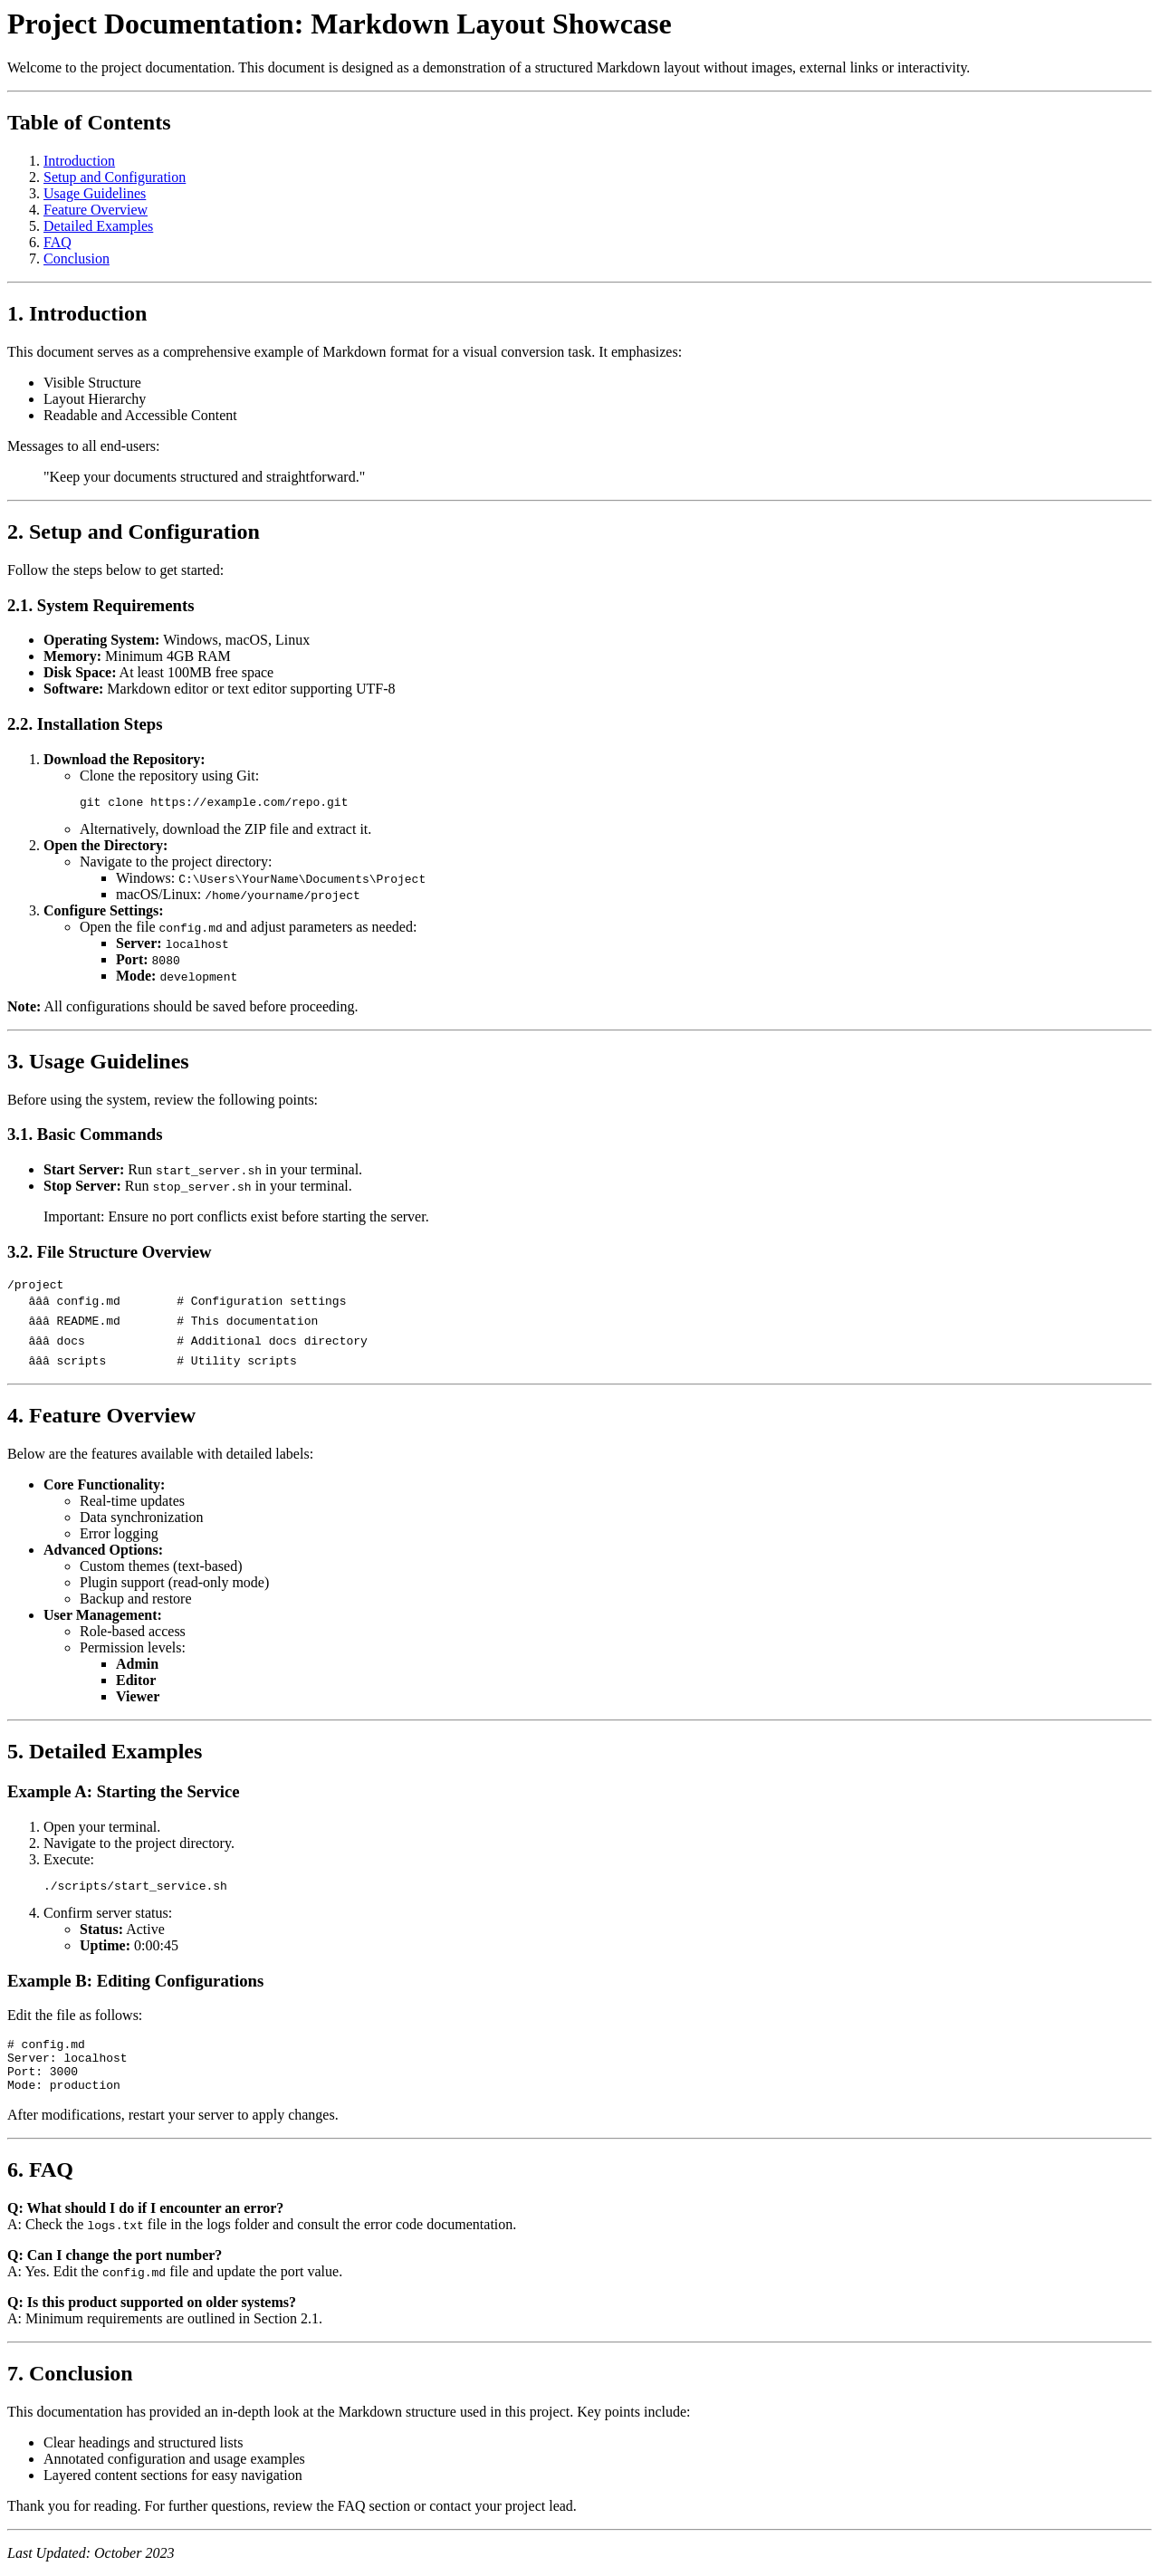 Project Documentation: Markdown Layout Showcase
Welcome to the project documentation. This document is designed as a demonstration of a structured Markdown layout without images, external links or interactivity.
Table of Contents
1. Introduction
2. Setup and Configuration
3. Usage Guidelines
4. Feature Overview
5. Detailed Examples
6. FAQ
7. Conclusion
1. Introduction
This document serves as a comprehensive example of Markdown format for a visual conversion task. It emphasizes:
• Visible Structure
• Layout Hierarchy
• Readable and Accessible Content
Messages to all end-users:
"Keep your documents structured and straightforward."
2. Setup and Configuration
Follow the steps below to get started:
2.1. System Requirements
• Operating System: Windows, macOS, Linux
• Memory: Minimum 4GB RAM
• Disk Space: At least 100MB free space
• Software: Markdown editor or text editor supporting UTF-8
2.2. Installation Steps
1. Download the Repository:
◦ Clone the repository using Git:
git clone https://example.com/repo.git
◦ Alternatively, download the ZIP file and extract it.
2. Open the Directory:
◦ Navigate to the project directory:
▪ Windows: C:\Users\YourName\Documents\Project
▪ macOS/Linux: /home/yourname/project
3. Configure Settings:
◦ Open the file config.md and adjust parameters as needed:
▪ Server: localhost
▪ Port: 8080
▪ Mode: development
Note: All configurations should be saved before proceeding.
3. Usage Guidelines
Before using the system, review the following points:
3.1. Basic Commands
• Start Server: Run start_server.sh in your terminal.
• Stop Server: Run stop_server.sh in your terminal.
Important: Ensure no port conflicts exist before starting the server.
3.2. File Structure Overview
/project
   âââ config.md        # Configuration settings
   âââ README.md        # This documentation
   âââ docs             # Additional docs directory
   âââ scripts          # Utility scripts
4. Feature Overview
Below are the features available with detailed labels:
• Core Functionality:
◦ Real-time updates
◦ Data synchronization
◦ Error logging
• Advanced Options:
◦ Custom themes (text-based)
◦ Plugin support (read-only mode)
◦ Backup and restore
• User Management:
◦ Role-based access
◦ Permission levels:
▪ Admin
▪ Editor
▪ Viewer
5. Detailed Examples
Example A: Starting the Service
1. Open your terminal.
2. Navigate to the project directory.
3. Execute:
./scripts/start_service.sh
4. Confirm server status:
◦ Status: Active
◦ Uptime: 0:00:45
Example B: Editing Configurations
Edit the file as follows:
# config.md
Server: localhost
Port: 3000
Mode: production
After modifications, restart your server to apply changes.
6. FAQ
Q: What should I do if I encounter an error?
A: Check the logs.txt file in the logs folder and consult the error code documentation.
Q: Can I change the port number?
A: Yes. Edit the config.md file and update the port value.
Q: Is this product supported on older systems?
A: Minimum requirements are outlined in Section 2.1.
7. Conclusion
This documentation has provided an in-depth look at the Markdown structure used in this project. Key points include:
• Clear headings and structured lists
• Annotated configuration and usage examples
• Layered content sections for easy navigation
Thank you for reading. For further questions, review the FAQ section or contact your project lead.
Last Updated: October 2023